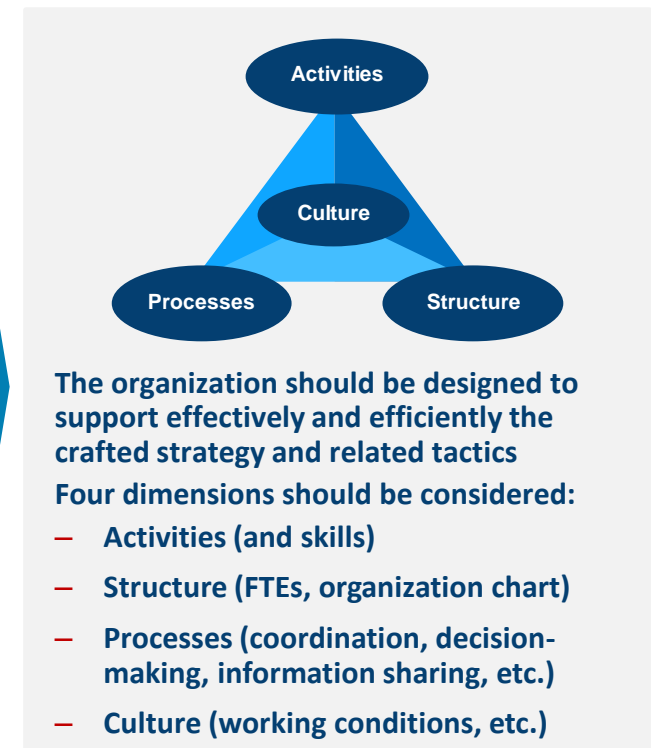 Activities
Culture
Processes
Structure
The organization should be designed to
support effectively and efficiently the
crafted strategy and related tactics
Four dimensions should be considered:
– Activities (and skills)
– Structure (FTEs, organization chart)
– Processes (coordination, decision-
making, information sharing, etc.)
– Culture (working conditions, etc.)